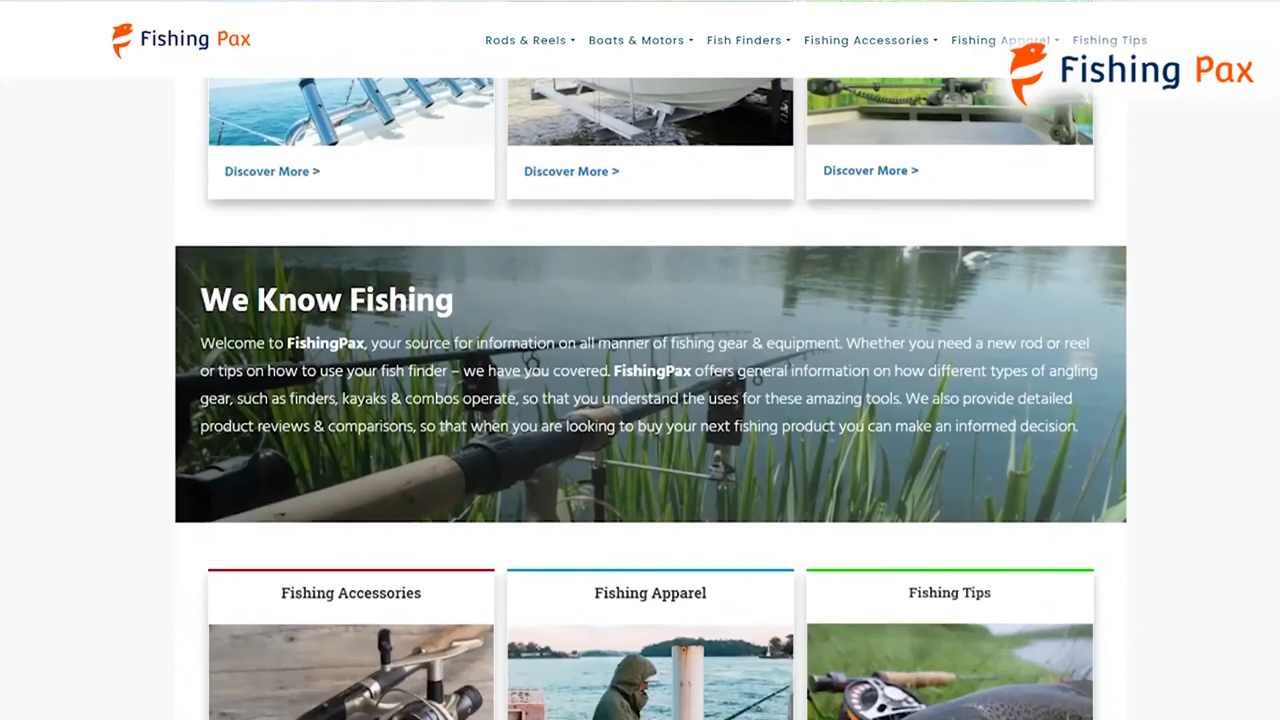 Fishing Pax
Rods & Reels Boats & Motors Fish Finders Fishing Accessories Fishing Apparel Fishing Tips
Fishing Pax
Discover More > Discover More > Discover More >
We Know Fishing
Welcome to FishingPax, your source for information on all manner of fishing gear & equipment. Whether you need a new rod or reel
or tips on how to use your fish finder – we have you covered. FishingPax offers general information on how different types of angling
gear, such as finders, kayaks & combos operate, so that you understand the uses for these amazing tools. We also provide detailed
product reviews & comparisons, so that when you are looking to buy your next fishing product you can make an informed decision.
Fishing Accessories Fishing Apparel Fishing Tips